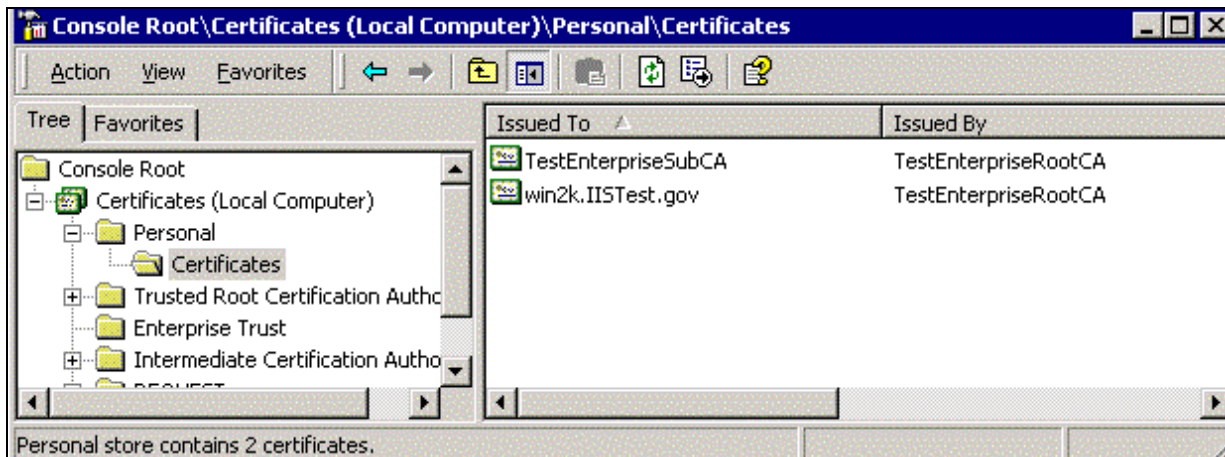 Console Root\Certificates (Local Computer)\Personal\Certificates
Action View Favorites
Tree Favorites
Console Root
Certificates (Local Computer)
Personal
Certificates
Trusted Root Certification Autho
Enterprise Trust
Intermediate Certification Autho
REQUEST
Issued To Issued By
TestEnterpriseSubCA TestEnterpriseRootCA
win2k.IISTest.gov TestEnterpriseRootCA
Personal store contains 2 certificates.